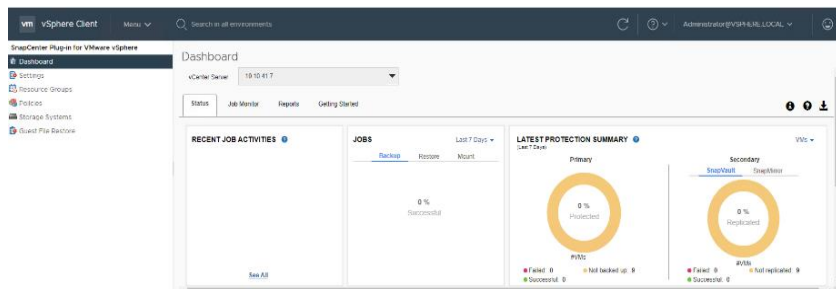 vm vSphere Client Menu Search in all environments Administrator@VSPHERE.LOCAL
SnapCenter Plug-in for VMware vSphere
Dashboard
Settings
Resource Groups
Policies
Storage Systems
Guest File Restore
Dashboard
vCenter Server 10 10 41 7
Status Job Monitor Reports Getting Started
RECENT JOB ACTIVITIES
See All
JOBS Last 7 Days
Backup Restore Mount
0 %
Successful
LATEST PROTECTION SUMMARY VMs
(Last 7 Days)
Primary
0 %
Protected
#VMs
Failed 0 Not backed up 9
Successful 0
Secondary
SnapVault SnapMirror
0 %
Replicated
#VMs
Failed 0 Not replicated 9
Successful 0